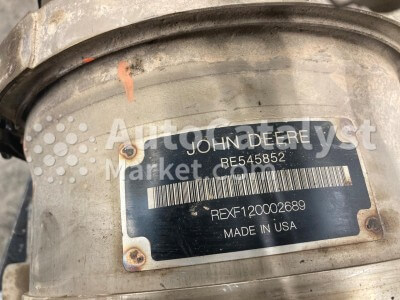 JOHN DEERE
RE545852
REXF120002689
MADE IN USA
AutoCatalyst
Market.com